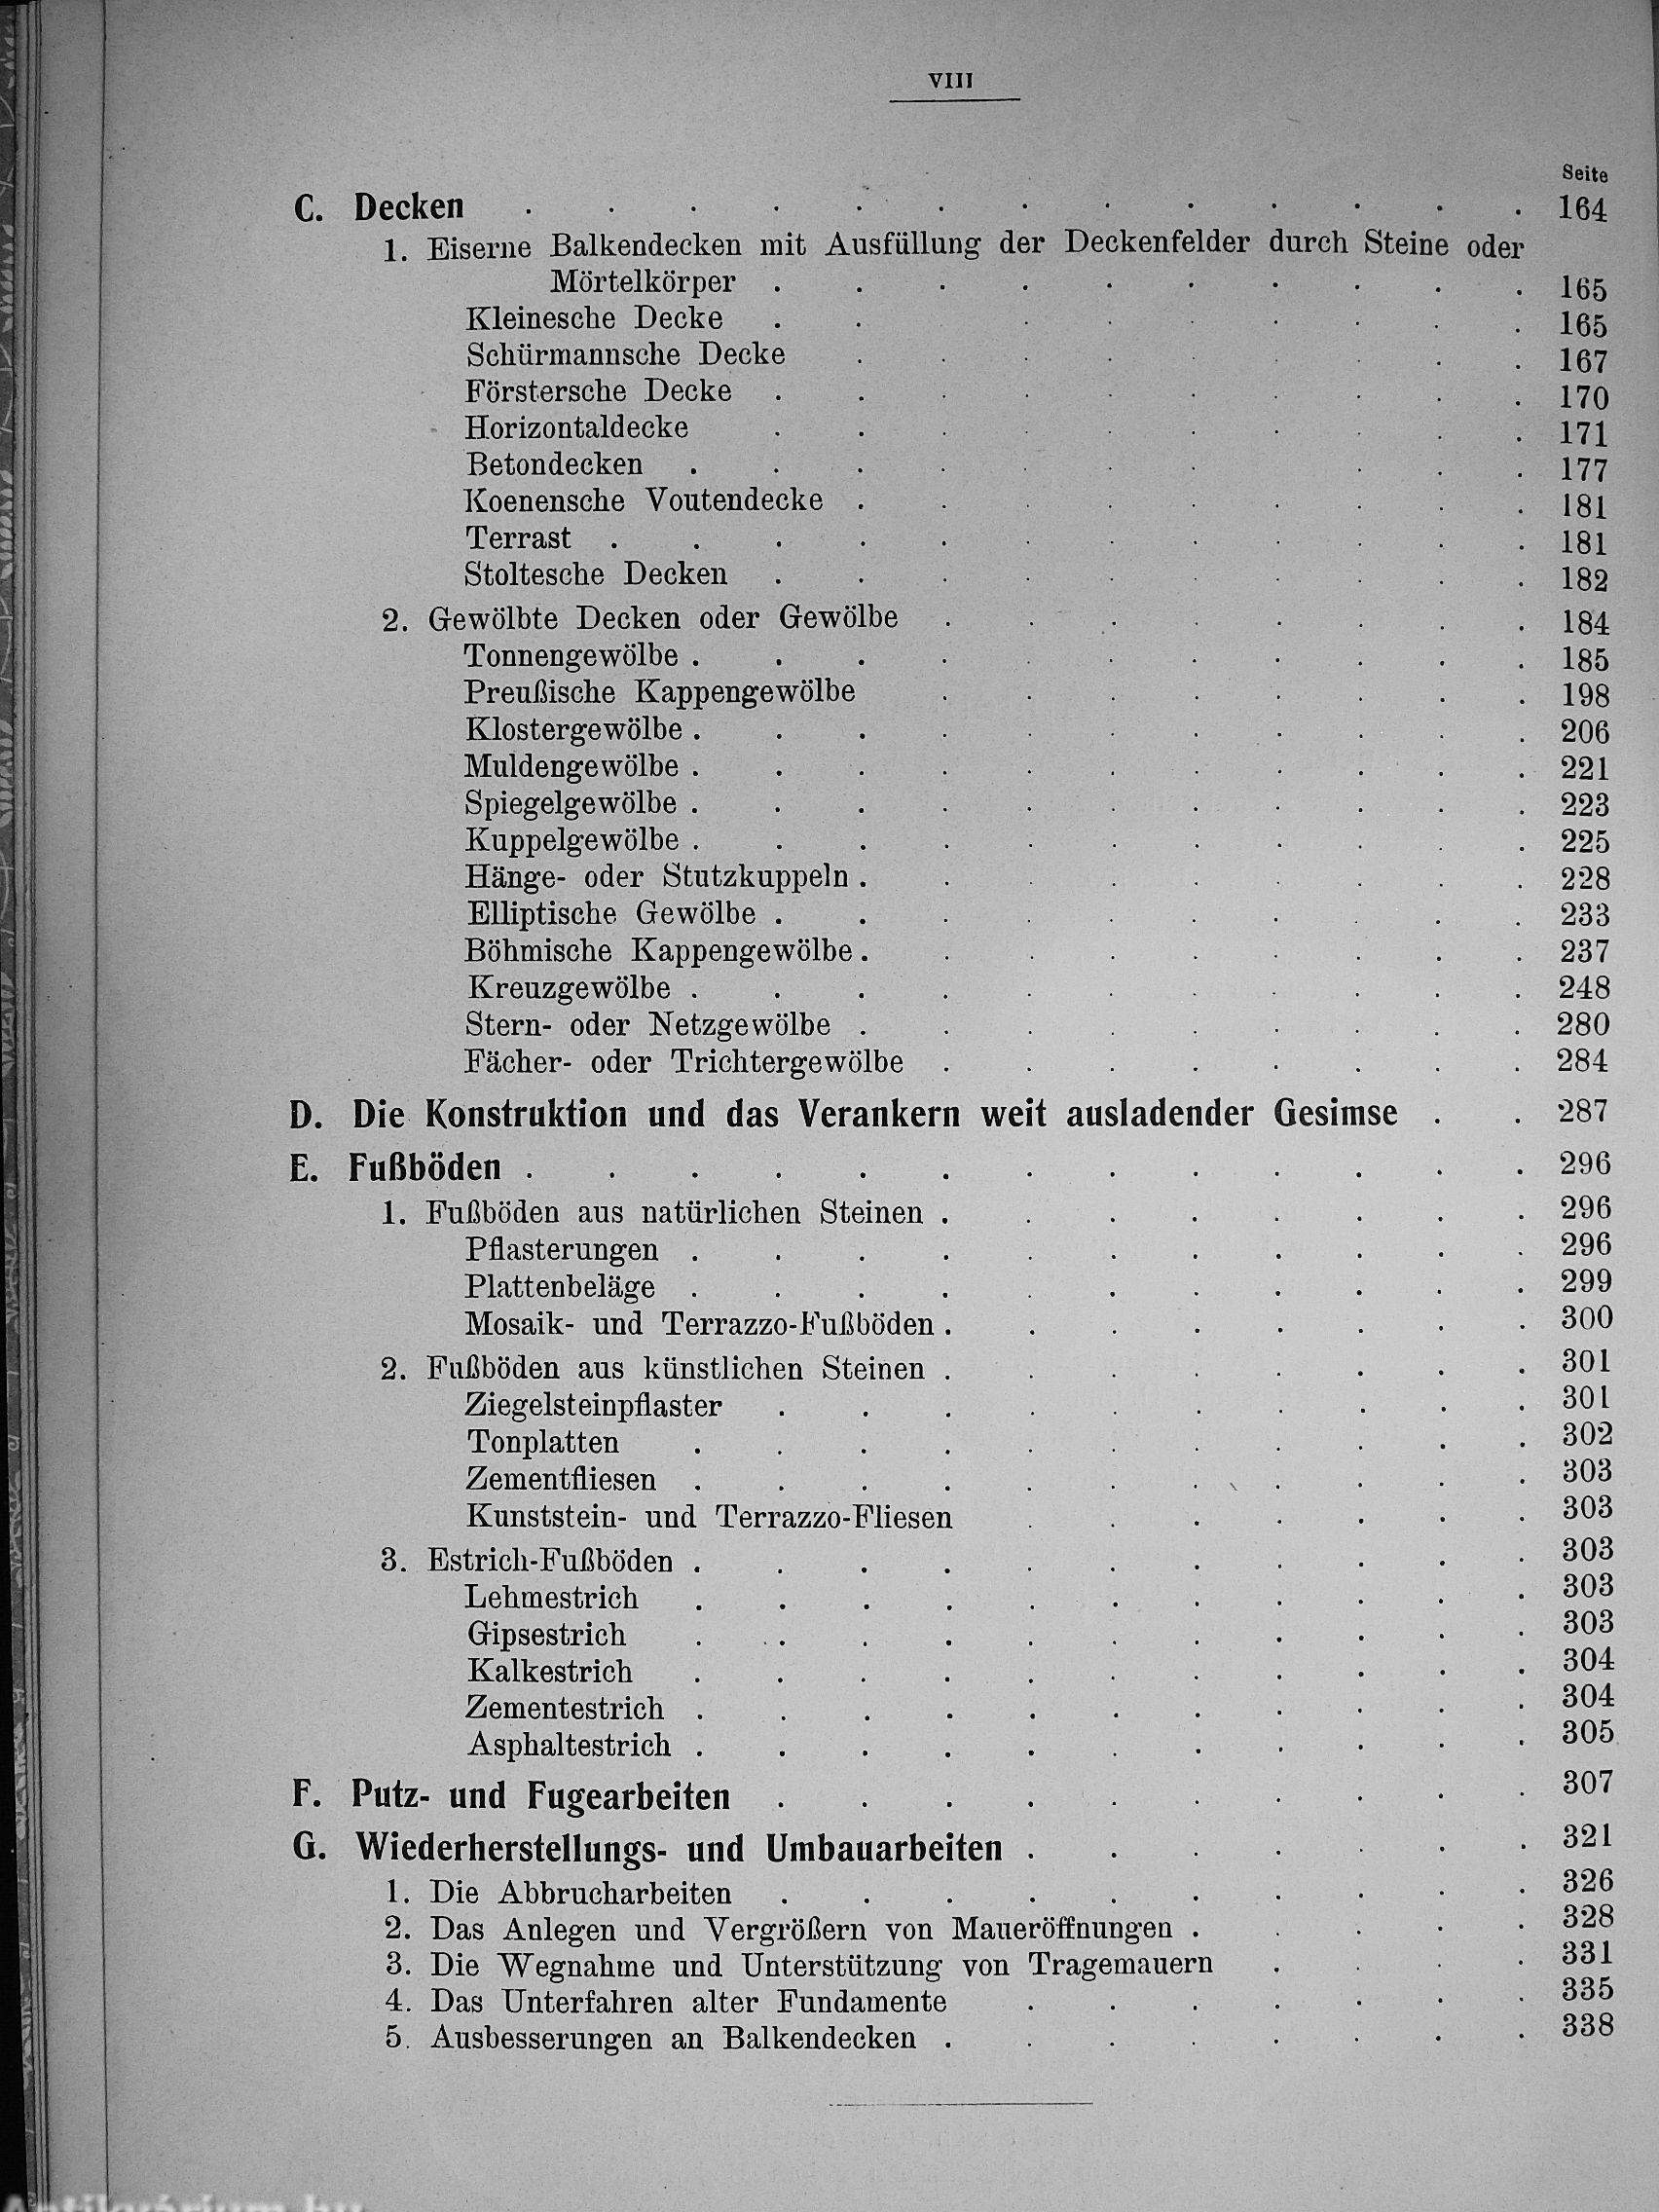 VIII
Seite
C. Decken . . . . . . . . . . . . . 164
1. Eiserne Balkendecken mit Ausfüllung der Deckenfelder durch Steine oder
Mörtelkörper . . . . . . . . . . 165
Kleinesche Decke . . . . . . . . . 165
Schürmannsche Decke . . . . . . . . . 167
Förstersche Decke . . . . . . . . . . 170
Horizontaldecke . . . . . . . . . . 171
Betondecken . . . . . . . . . . 177
Koenensche Voutendecke . . . . . . . . . 181
Terrast . . . . . . . . . . . . 181
Stoltesche Decken . . . . . . . . . . 182
2. Gewölbte Decken oder Gewölbe . . . . . . . . 184
Tonnengewölbe . . . . . . . . . . . 185
Preußische Kappengewölbe . . . . . . . . 198
Klostergewölbe . . . . . . . . . . . 206
Muldengewölbe . . . . . . . . . . . 221
Spiegelgewölbe . . . . . . . . . . . 223
Kuppelgewölbe . . . . . . . . . . . 225
Hänge- oder Stutzkuppeln . . . . . . . . . 228
Elliptische Gewölbe . . . . . . . . . . 233
Böhmische Kappengewölbe . . . . . . . . . 237
Kreuzgewölbe . . . . . . . . . . . 248
Stern- oder Netzgewölbe . . . . . . . . . 280
Fächer- oder Trichtergewölbe . . . . . . . . 284
D. Die Konstruktion und das Verankern weit ausladender Gesimse . . 287
E. Fußböden . . . . . . . . . . . . . 296
1. Fußböden aus natürlichen Steinen . . . . . . . . 296
Pflasterungen . . . . . . . . . . . 296
Plattenbeläge . . . . . . . . . . . 299
Mosaik- und Terrazzo-Fußböden . . . . . . . . 300
2. Fußböden aus künstlichen Steinen . . . . . . . . 301
Ziegelsteinpflaster . . . . . . . . . . 301
Tonplatten . . . . . . . . . . . 302
Zementfliesen . . . . . . . . . . . 303
Kunststein- und Terrazzo-Fliesen . . . . . . . 303
3. Estrich-Fußböden . . . . . . . . . . . 303
Lehmestrich . . . . . . . . . . . 303
Gipsestrich . . . . . . . . . . . 303
Kalkestrich . . . . . . . . . . . 304
Zementestrich . . . . . . . . . . . 304
Asphaltestrich . . . . . . . . . . . 305
F. Putz- und Fugearbeiten . . . . . . . . . . 307
G. Wiederherstellungs- und Umbauarbeiten . . . . . . . 321
1. Die Abbrucharbeiten . . . . . . . . . . 326
2. Das Anlegen und Vergrößern von Maueröffnungen . . . . . 328
3. Die Wegnahme und Unterstützung von Tragemauern . . . . 331
4. Das Unterfahren alter Fundamente . . . . . . . 335
5. Ausbesserungen an Balkendecken . . . . . . . . 338